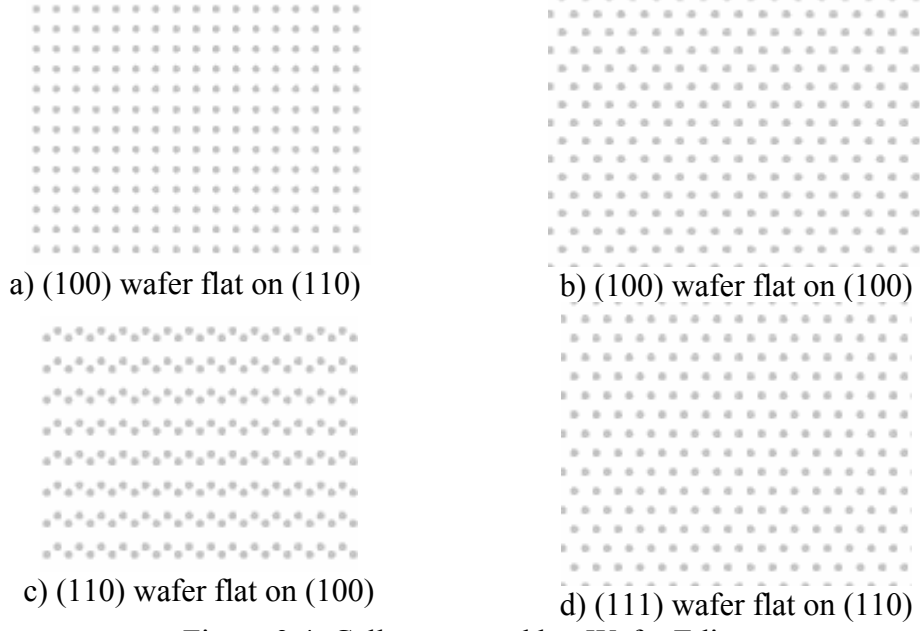 a) (100) wafer flat on (110)
b) (100) wafer flat on (100)
c) (110) wafer flat on (100)
d) (111) wafer flat on (110)